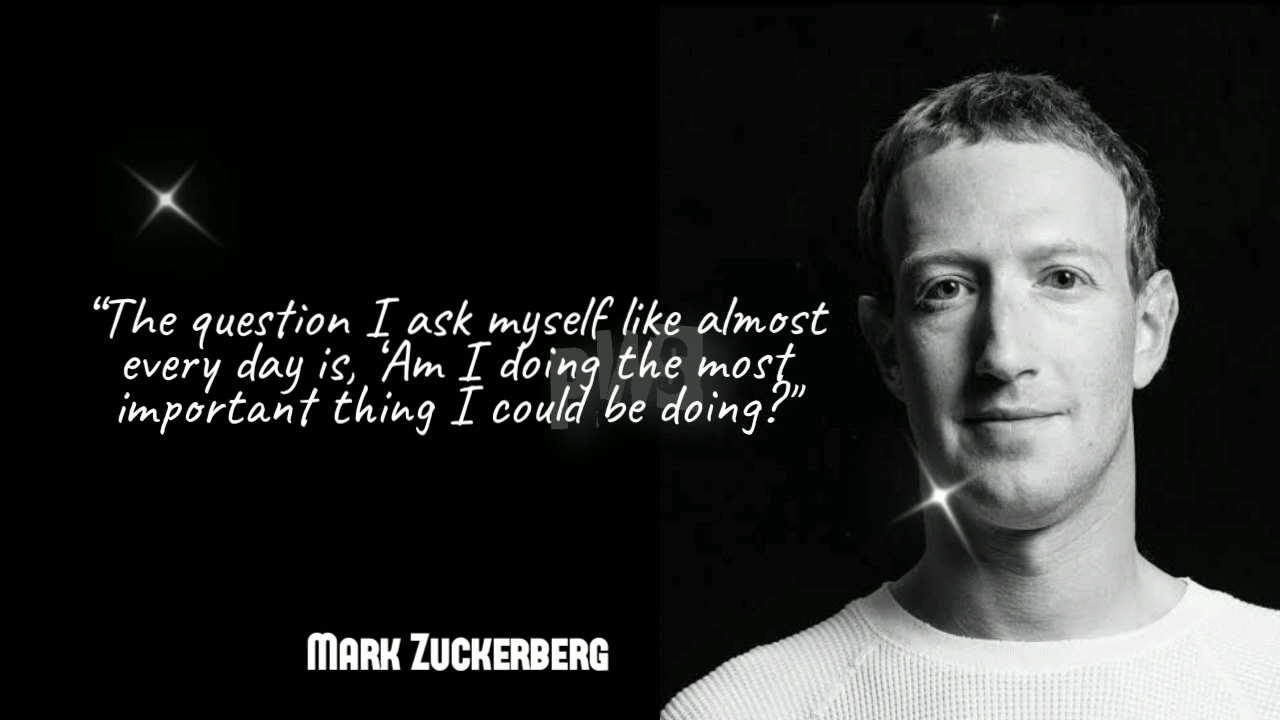 “The question I ask myself like almost
every day is, ‘Am I doing the most
important thing I could be doing?”
Mark Zuckerberg